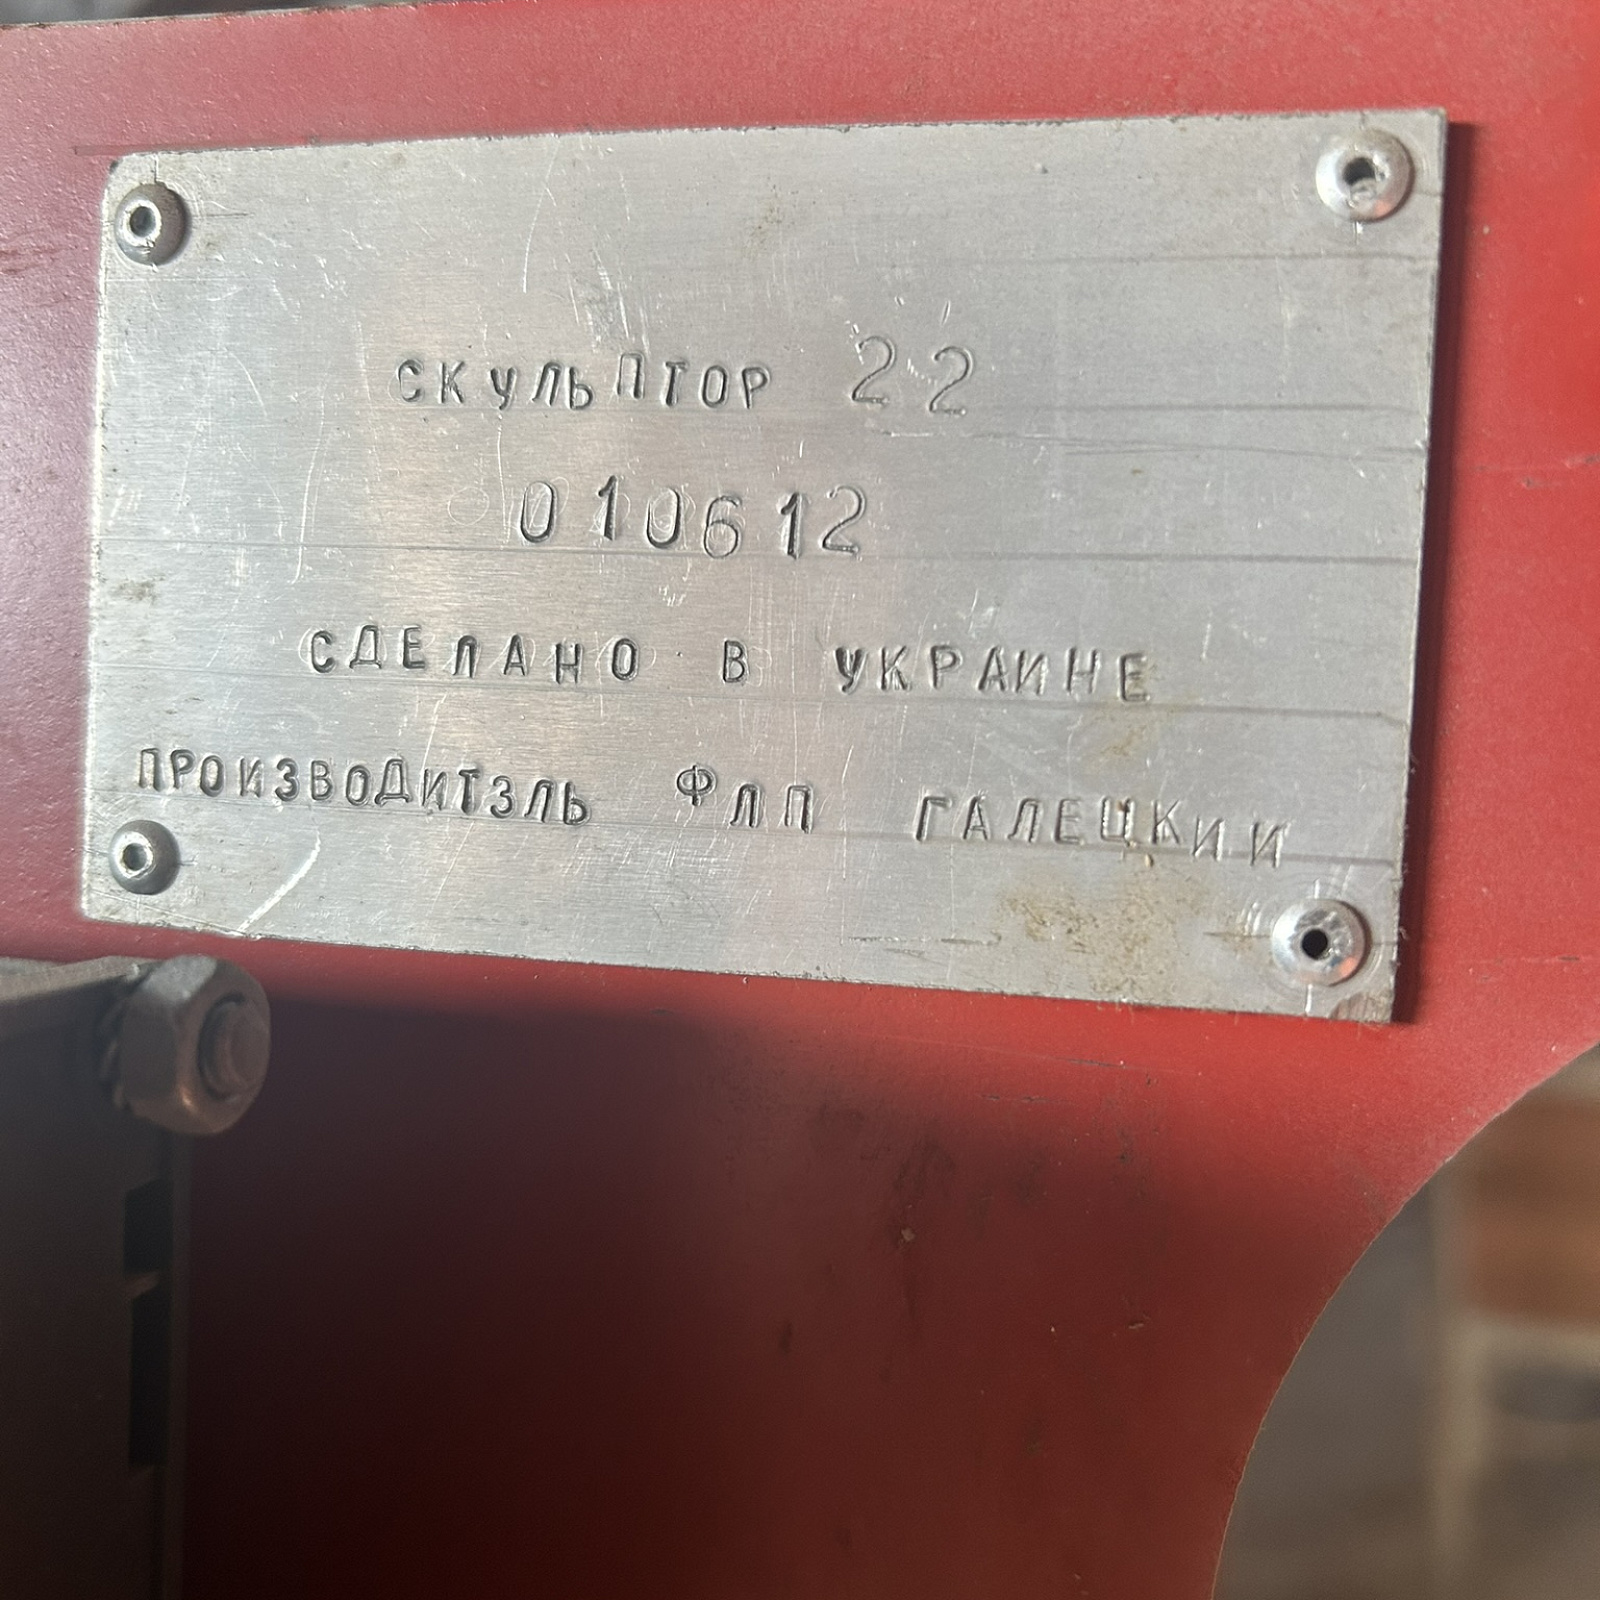 СКУЛЬПТОР 22
010612
СДЕЛАНО В УКРАИНЕ
ПРОИЗВОДИТЗЛЬ ФЛП ГАЛЕЦКИИ